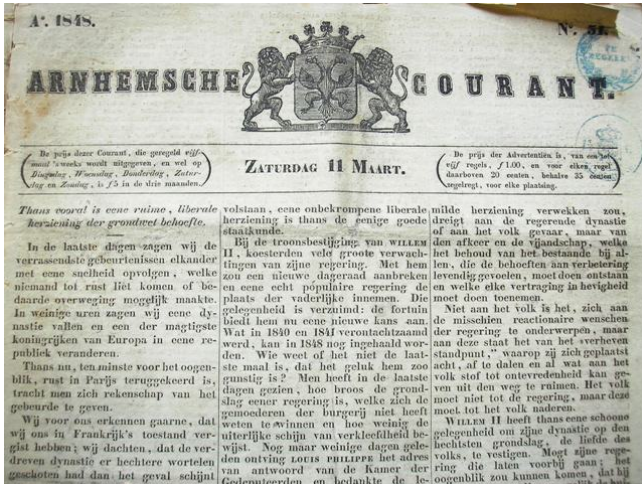 Aº. 1848.
Nº. 51.
TE
ARNHEMSCHE COURANT.
De prijs dezer Courant, die geregeld vijf-
maal 's weeks wordt uitgegeven, en wel op
Dingsdag, Woensdag, Donderdag, Zatur-
dag en Zondag, is f 5 in de drie maanden.
ZATURDAG 11 MAART.
De prijs der Advertentiën is, van een tot
vijf regels, f 1.00, en voor elken regel
daarboven 20 centen, behalve 35 centen
zegelregt, voor elke plaatsing.
Thans vooral is eene ruime, liberale
herziening der grondwet behoefte.
In de laatste dagen zagen wij de
verrassendste gebeurtenissen elkander
met eene snelheid opvolgen, welke
niemand tot rust liet komen of be-
daarde overweging mogelijk maakte.
In weinige uren zagen wij eene dy-
nastie vallen en een der magtigste
koningrijken van Europa in eene re-
publiek veranderen.
Thans nu, ten minste voor het oogen-
blik, rust in Parijs teruggekeerd is,
tracht men zich rekenschap van het
gebeurde te geven.
Wij voor ons erkennen gaarne, dat
wij ons in Frankrijk's toestand ver-
gist hebben; wij dachten, dat de ver-
dreven dynastie er hechtere wortelen
geschoten had dan het geval schijnt
volstaan, eene onbekrompene liberale
herziening is thans de eenige goede
staatkunde.
Bij de troonsbestijging van WILLEM
II, koesterden vele groote verwach-
tingen van zijne regering. Met hem
zou een nieuwe dageraad aanbreken
en eene echt populaire regering de
plaats der vaderlijke innemen. Die
gelegenheid is verzuimd: de fortuin
biedt hem nu eene nieuwe kans aan.
Wat in 1840 en 1844 verontachtzaamd
werd, kan in 1848 nog ingehaald wor-
den. Wie weet of het niet de laat-
ste maal is, dat het geluk hem zoo
gunstig is? Men heeft in de laatste
dagen gezien, hoe broos de grond-
slag eener regering is, welke zich de
gemoederen der burgerij niet heeft
weten te winnen en hoe weinig de
uiterlijke schijn van verkleefdheid be-
wijst. Nog maar weinige dagen gele-
den ontving LOUIS PHILIPPE het adres
van antwoord van de Kamer der
Gedeputeerden en bedankte de
milde herziening verwekken zou,
dreigt aan de regerende dynastie
of aan het volk gevaar, maar van
den afkeer en de vijandschap, welke
het behoud van het bestaande bij al-
len, die de behoeften aan verbetering
levendig gevoelen, moet doen ontstaan
en welke elke vertraging in hevigheid
moet doen toenemen.
Niet aan het volk is het, zich aan
de misschien reactionaire wenschen
der regering te onderwerpen, maar
aan deze staat het van het »verheven
standpunt," waarop zij zich geplaatst
acht, af te dalen en al wat aan het
volk stof tot ontevredenheid kan ge-
ven uit den weg te ruimen. Het volk
moet niet tot de regering, maar deze
moet tot het volk naderen.
WILLEM II heeft thans eene schoone
gelegenheid om zijne dynastie op den
hechtsten grondslag, de liefde des
volks, te vestigen. Mogt zijne rege-
ring die laten voorbij gaan; het
oogenblik zou kunnen komen, dat hij